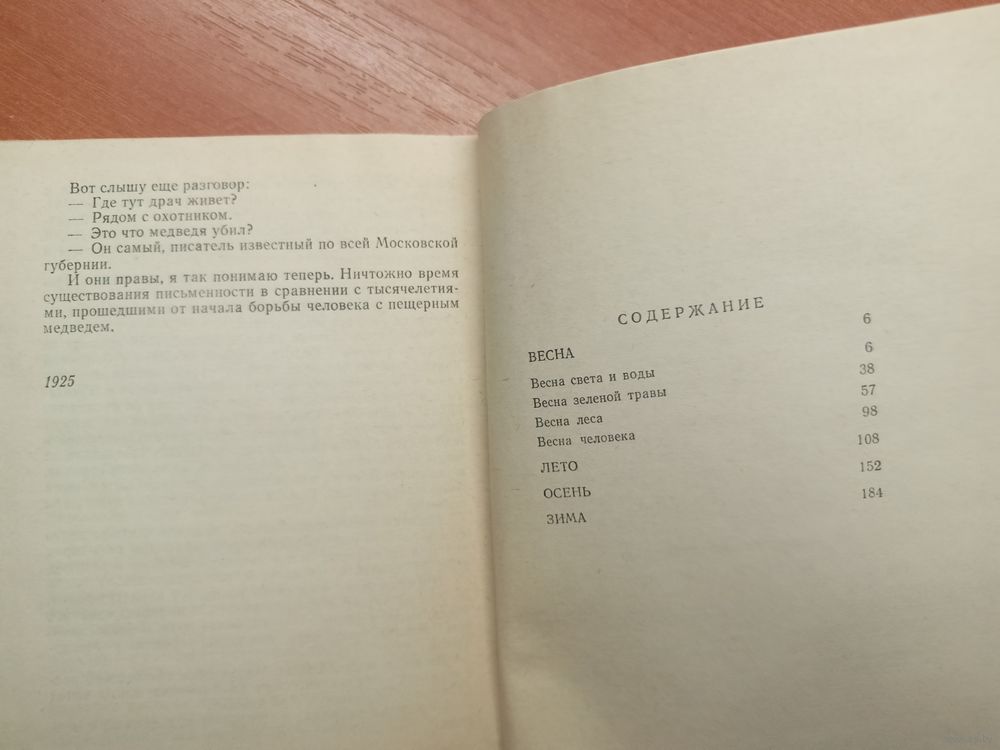 Вот слышу еще разговор:
— Где тут драч живет?
— Рядом с охотником.
— Это что медведя убил?
— Он самый, писатель известный по всей Московской
губернии.
И они правы, я так понимаю теперь. Ничтожно время
существования письменности в сравнении с тысячелетия-
ми, прошедшими от начала борьбы человека с пещерным
медведем.
1925
СОДЕРЖАНИЕ
ВЕСНА 6
Весна света и воды 6
Весна зеленой травы 38
Весна леса 57
Весна человека 98
ЛЕТО 108
ОСЕНЬ 152
ЗИМА 184